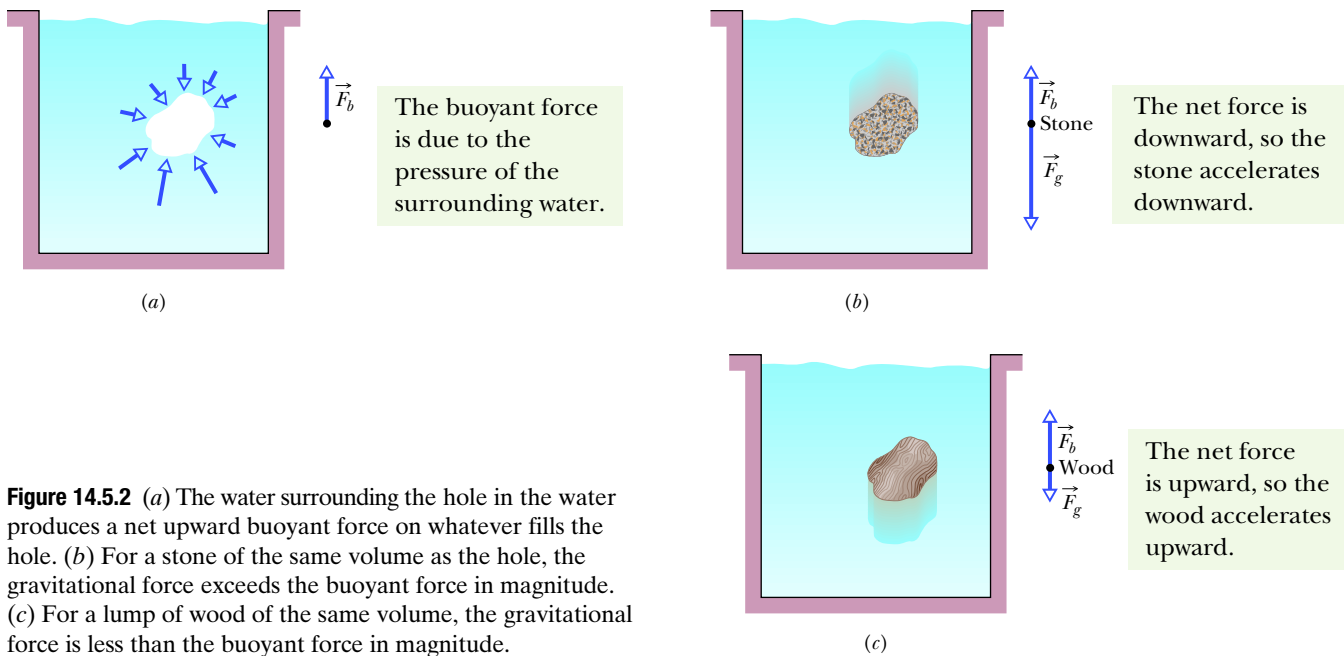 F_b
The buoyant force
is due to the
pressure of the
surrounding water.
(a)
F_b
Stone
F_g
The net force is
downward, so the
stone accelerates
downward.
(b)
F_b
Wood
F_g
The net force
is upward, so the
wood accelerates
upward.
(c)
Figure 14.5.2 (a) The water surrounding the hole in the water
produces a net upward buoyant force on whatever fills the
hole. (b) For a stone of the same volume as the hole, the
gravitational force exceeds the buoyant force in magnitude.
(c) For a lump of wood of the same volume, the gravitational
force is less than the buoyant force in magnitude.